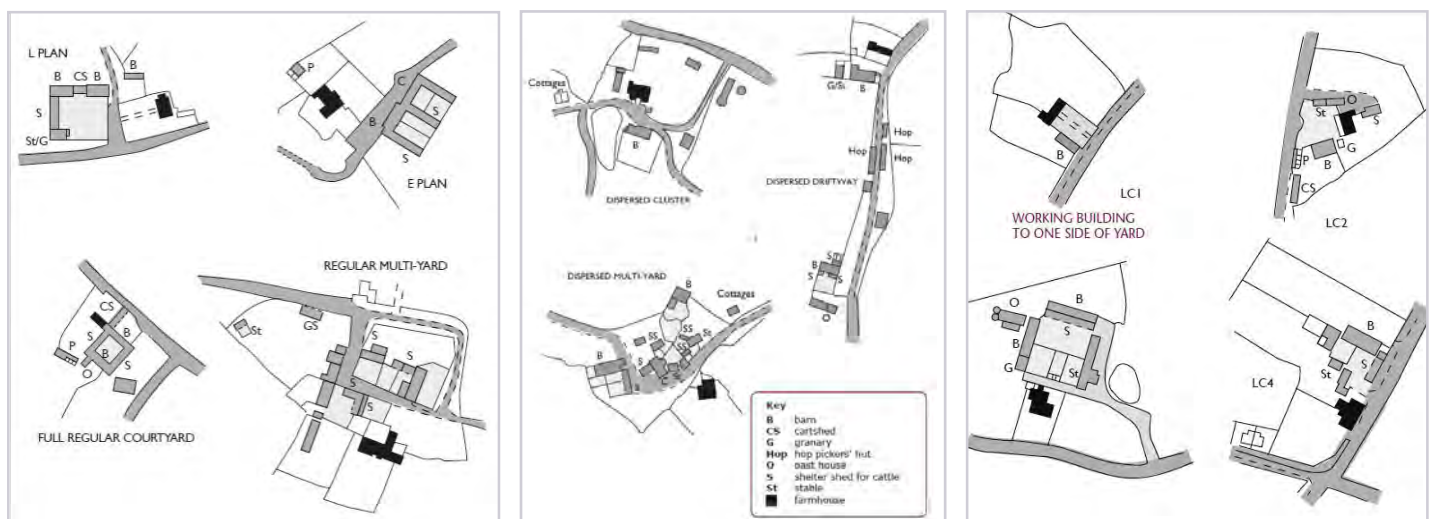 L PLAN
B CS B
B
S
St/G
P
C
S
B
S
E PLAN
REGULAR MULTI-YARD
CS
B
S
B
S
P
O
FULL REGULAR COURTYARD
St
GS
S
S
S
S
Cottages
B
DISPERSED CLUSTER
G/St
B
Hop
Hop
Hop
DISPERSED DRIFTWAY
S
B
S
S
O
DISPERSED MULTI-YARD
B
Cottages
SS
SS
St
SS
S
B
C
Key
B barn
CS cartshed
G granary
Hop hop pickers' hut
O oast house
S shelter shed for cattle
St stable
farmhouse
B
LC1
WORKING BUILDING
TO ONE SIDE OF YARD
St
O
S
G
P
B
CS
LC2
O
B
S
B
G
St
B
St
S
LC4